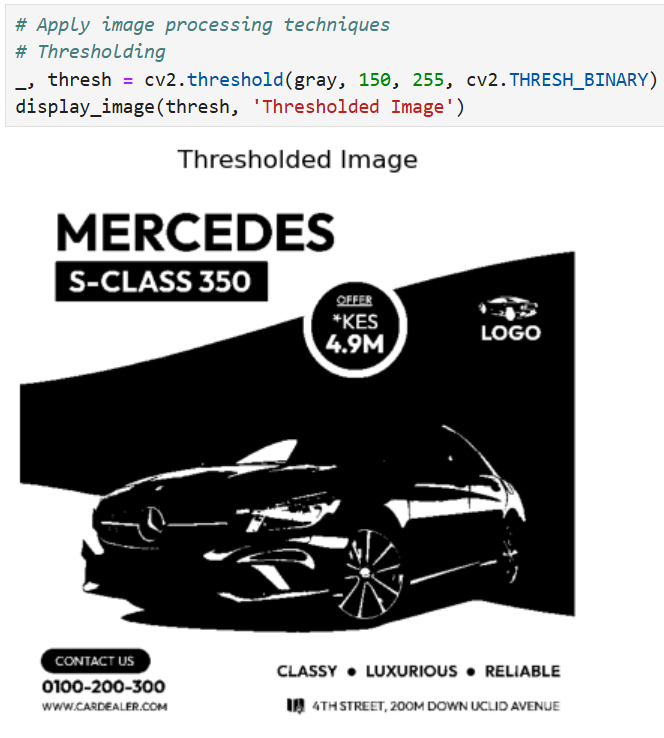 # Apply image processing techniques
# Thresholding
_, thresh = cv2.threshold(gray, 150, 255, cv2.THRESH_BINARY)
display_image(thresh, 'Thresholded Image')
Thresholded Image
MERCEDES
S-CLASS 350
OFFER
*KES
4.9M
LOGO
CONTACT US
0100-200-300
WWW.CARDEALER.COM
CLASSY ● LUXURIOUS ● RELIABLE
4TH STREET, 200M DOWN UCLID AVENUE